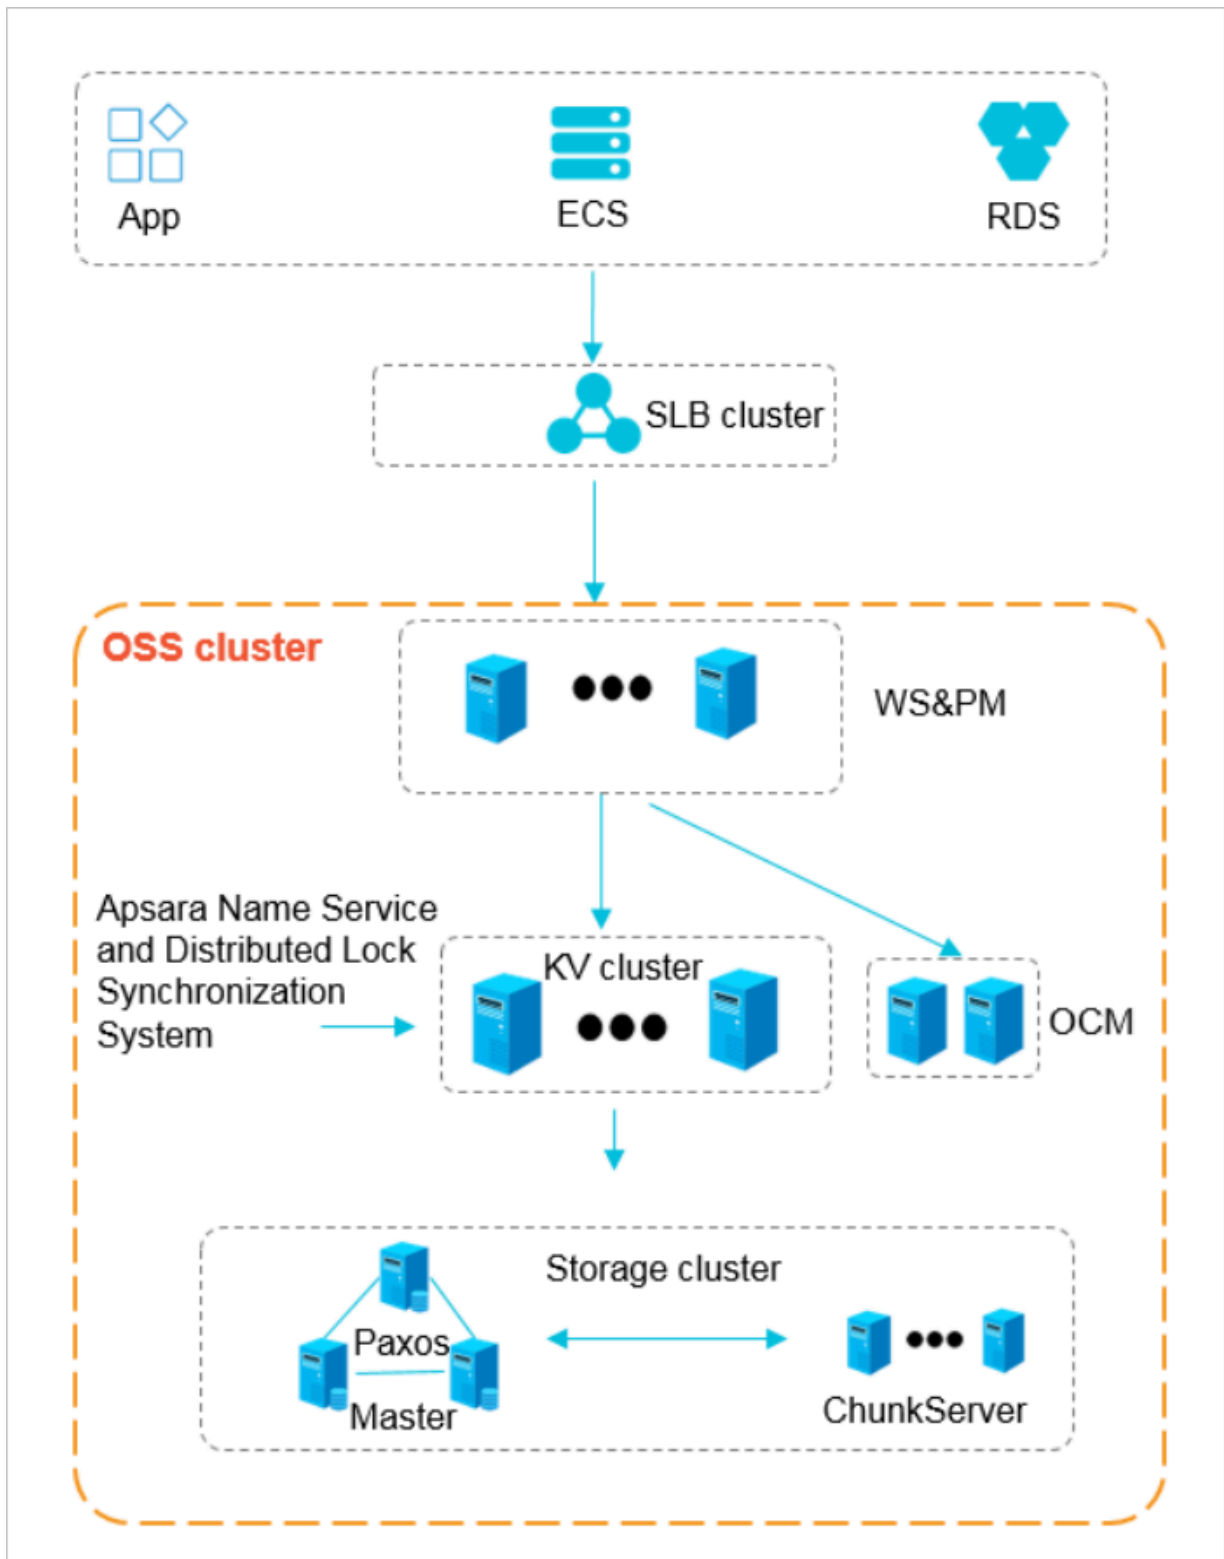 App
ECS
RDS
SLB cluster
OSS cluster
WS&PM
Apsara Name Service
and Distributed Lock
Synchronization
System
KV cluster
OCM
Storage cluster
Paxos
Master
ChunkServer